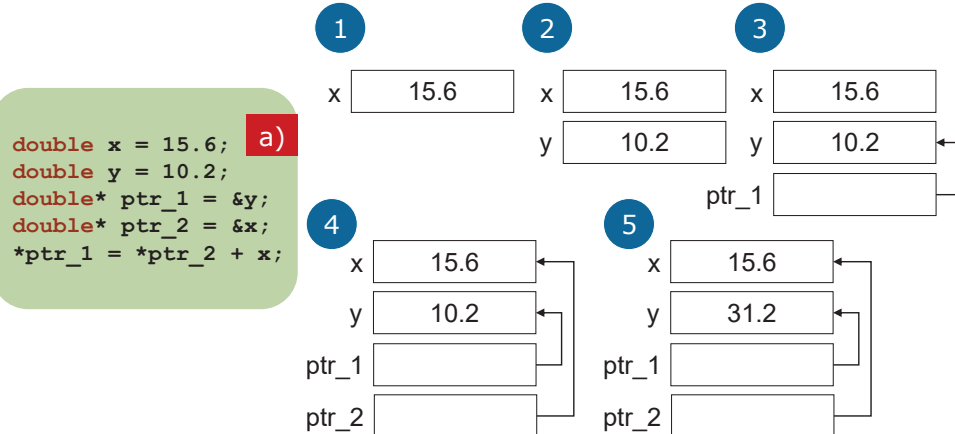 a)
double x = 15.6;
double y = 10.2;
double* ptr_1 = &y;
double* ptr_2 = &x;
*ptr_1 = *ptr_2 + x;
1
x 15.6
2
x 15.6
y 10.2
3
x 15.6
y 10.2
ptr_1
4
x 15.6
y 10.2
ptr_1
ptr_2
5
x 15.6
y 31.2
ptr_1
ptr_2